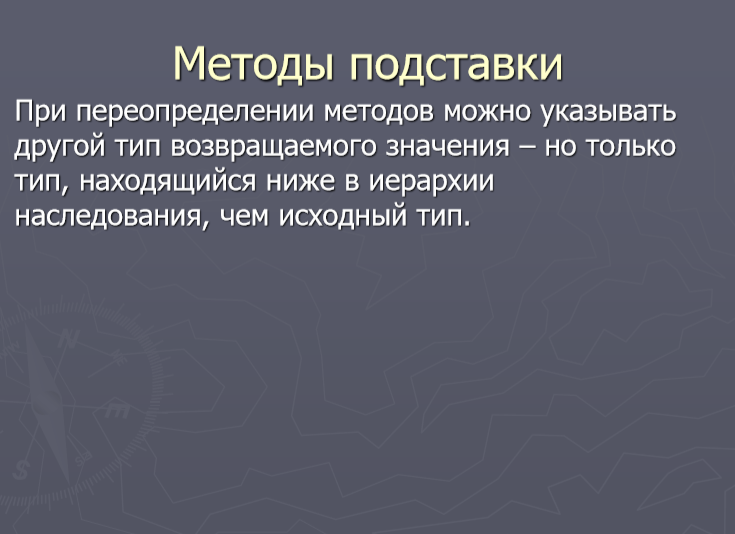 Методы подставки
При переопределении методов можно указывать
другой тип возвращаемого значения – но только
тип, находящийся ниже в иерархии
наследования, чем исходный тип.
N
S
m